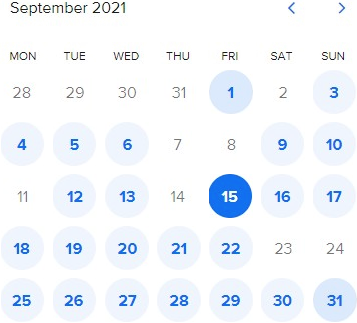 September 2021
MON TUE WED THU FRI SAT SUN
28 29 30 31 1 2 3
4 5 6 7 8 9 10
11 12 13 14 15 16 17
18 19 20 21 22 23 24
25 26 27 28 29 30 31